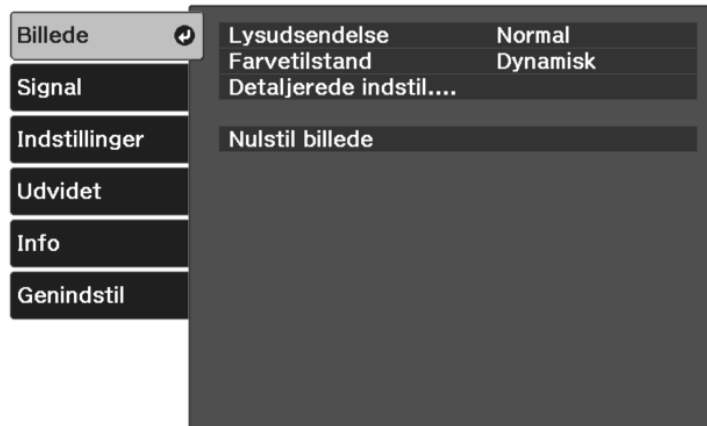 Billede
Signal
Indstillinger
Udvidet
Info
Genindstil
Lysudsendelse Normal
Farvetilstand Dynamisk
Detaljerede indstil....
Nulstil billede